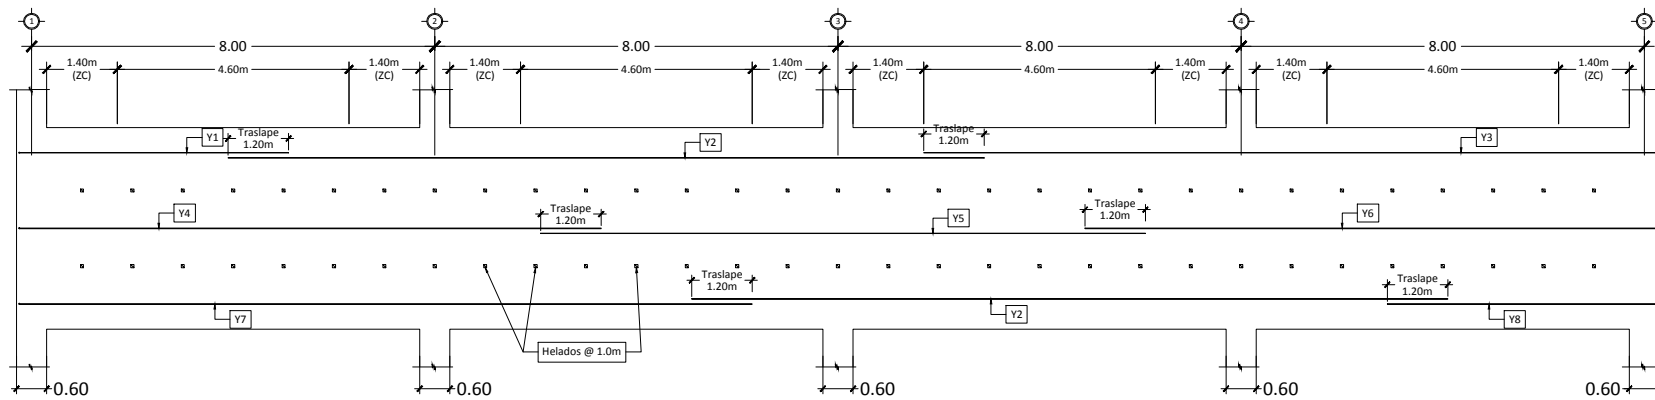 1
2
3
4
5
8.00
8.00
8.00
8.00
1.40m
(ZC)
4.60m
1.40m
(ZC)
1.40m
(ZC)
4.60m
1.40m
(ZC)
1.40m
(ZC)
4.60m
1.40m
(ZC)
1.40m
(ZC)
4.60m
1.40m
(ZC)
Y1
Traslape
1.20m
Y2
Traslape
1.20m
Y3
Y4
Traslape
1.20m
Y5
Traslape
1.20m
Y6
Y7
Traslape
1.20m
Y2
Traslape
1.20m
Y8
Helados @ 1.0m
0.60
0.60
0.60
0.60
0.60